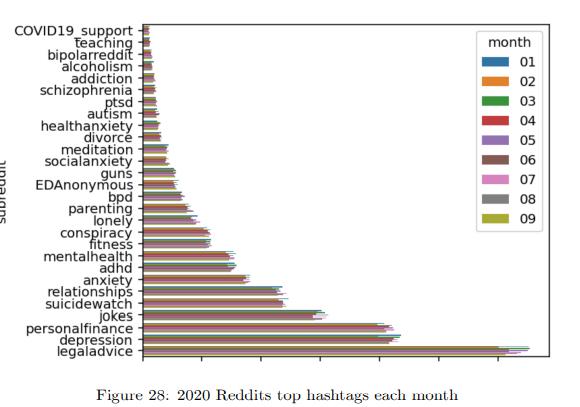 COVID19_support
teaching
bipolarreddit
alcoholism
addiction
schizophrenia
ptsd
autism
healthanxiety
divorce
meditation
socialanxiety
guns
EDAnonymous
bpd
parenting
lonely
conspiracy
fitness
mentalhealth
adhd
anxiety
relationships
suicidewatch
jokes
personalfinance
depression
legaladvice
subreddit
month
01
02
03
04
05
06
07
08
09
Figure 28: 2020 Reddits top hashtags each month